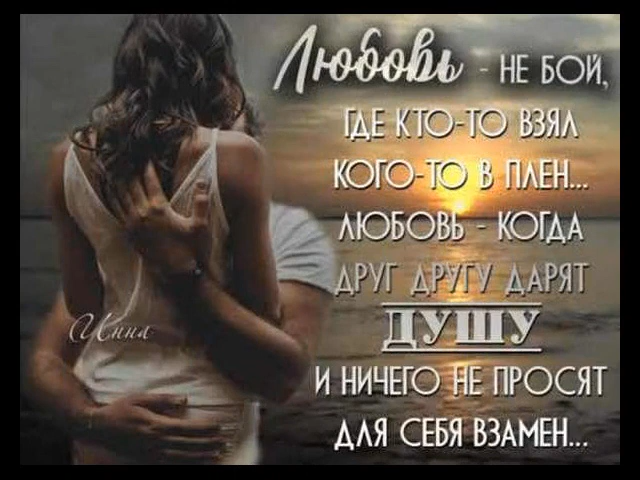 Любовь - НЕ БОЙ,
ГДЕ КТО-ТО ВЗЯЛ
КОГО-ТО В ПЛЕН...
ЛЮБОВЬ - КОГДА
ДРУГ ДРУГУ ДАРЯТ
ДУШУ
И НИЧЕГО НЕ ПРОСЯТ
ДЛЯ СЕБЯ ВЗАМЕН...
Инна